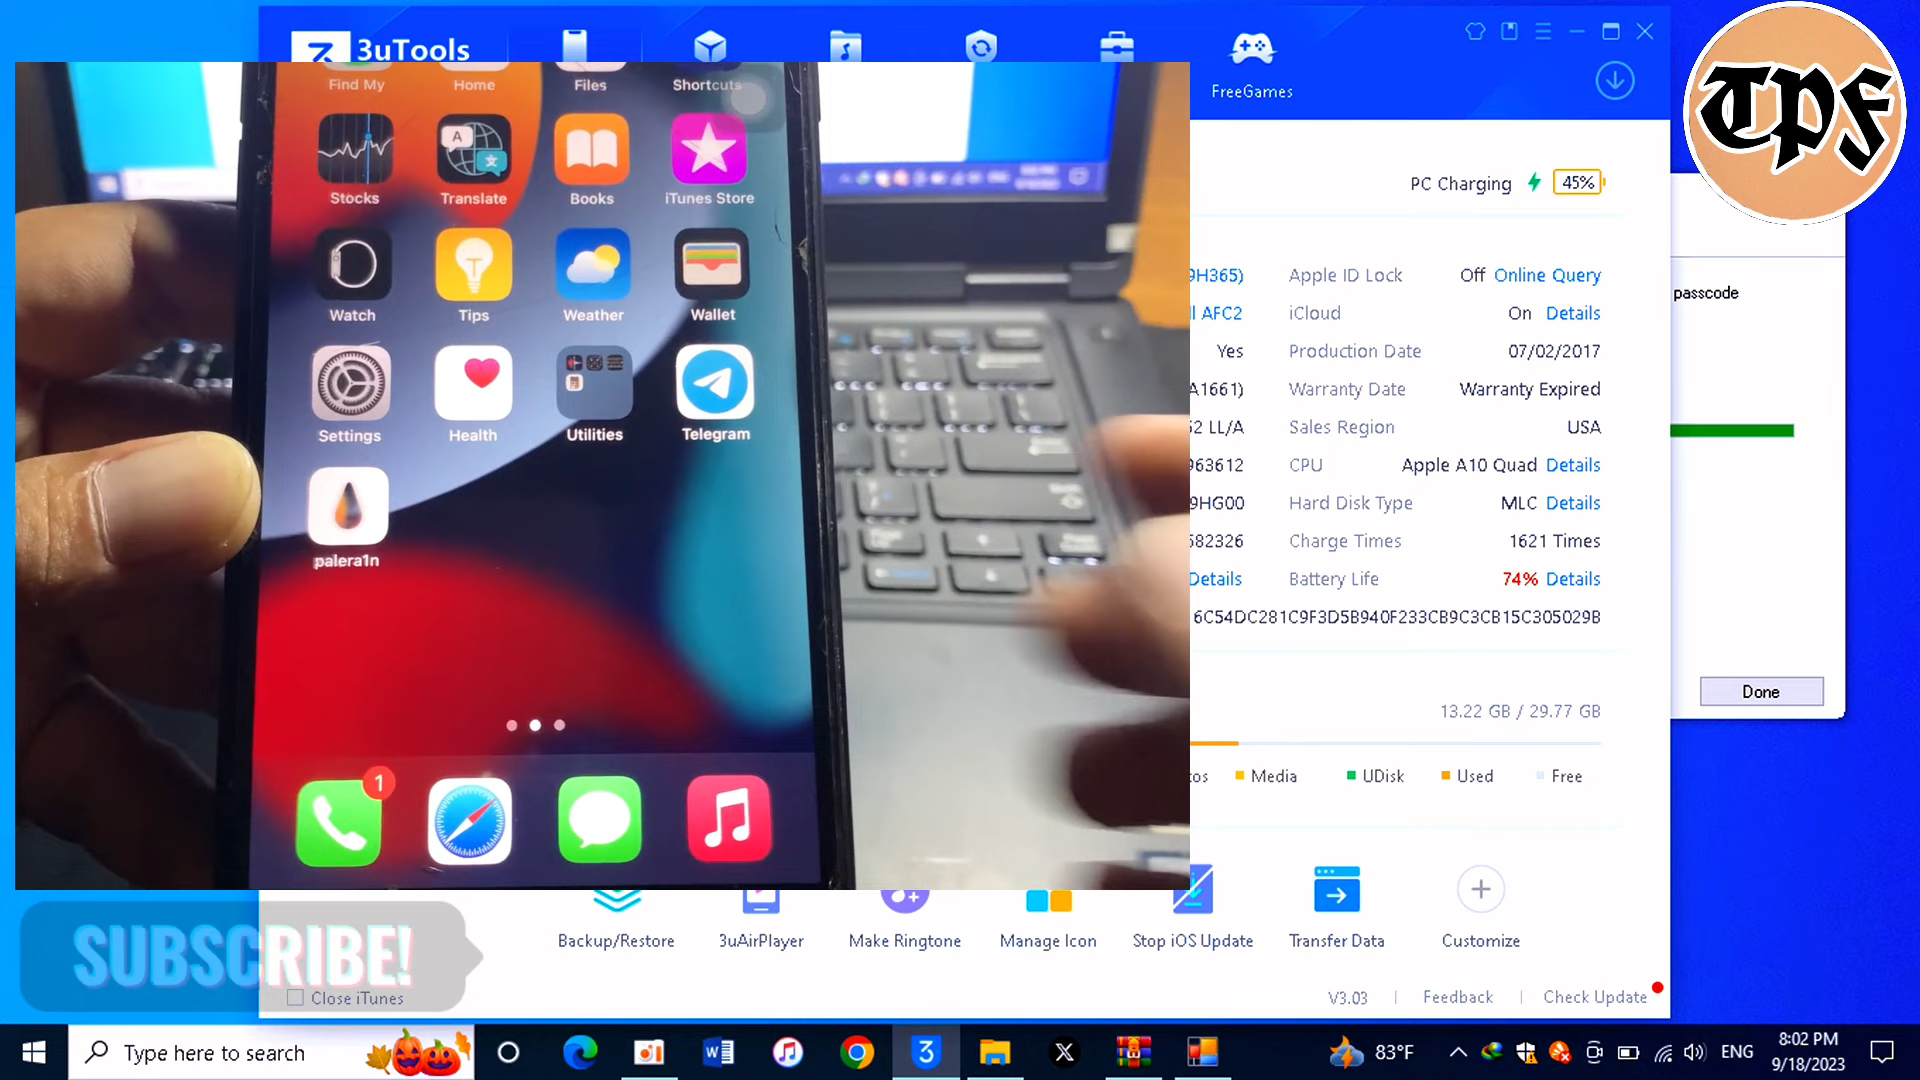 3uTools
FreeGames
TPF
Find My
Home
Files
Shortcuts
Stocks
Translate
Books
iTunes Store
Watch
Tips
Weather
Wallet
Settings
Health
Utilities
Telegram
palera1n
1
PC Charging 45%
9H365) Apple ID Lock Off Online Query
ll AFC2 iCloud On Details
Yes Production Date 07/02/2017
A1661) Warranty Date Warranty Expired
2 LL/A Sales Region USA
963612 CPU Apple A10 Quad Details
9HG00 Hard Disk Type MLC Details
682326 Charge Times 1621 Times
Details Battery Life 74% Details
6C54DC281C9F3D5B940F233CB9C3CB15C305029B
13.22 GB / 29.77 GB
os Media UDisk Used Free
passcode
Done
Backup/Restore
3uAirPlayer
Make Ringtone
Manage Icon
Stop iOS Update
Transfer Data
Customize
SUBSCRIBE!
Close iTunes
V3.03 | Feedback | Check Update
Type here to search
83°F
ENG
8:02 PM
9/18/2023